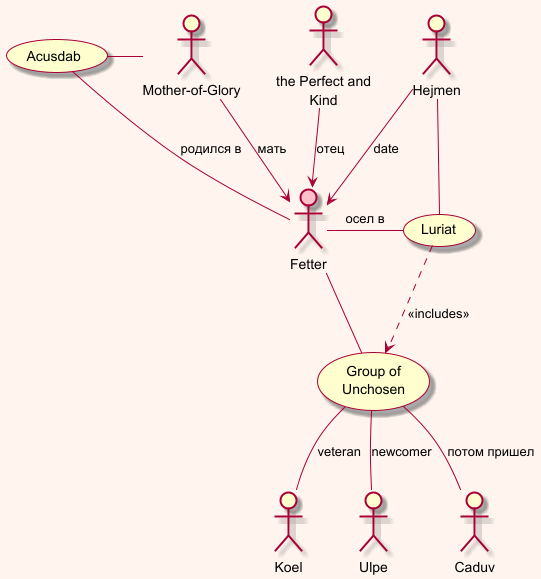 Acusdab
Mother-of-Glory
the Perfect and
Kind
Hejmen
родился в
мать
отец
date
осел в
Luriat
Fetter
«includes»
Group of
Unchosen
veteran
newcomer
потом пришел
Koel
Ulpe
Caduv